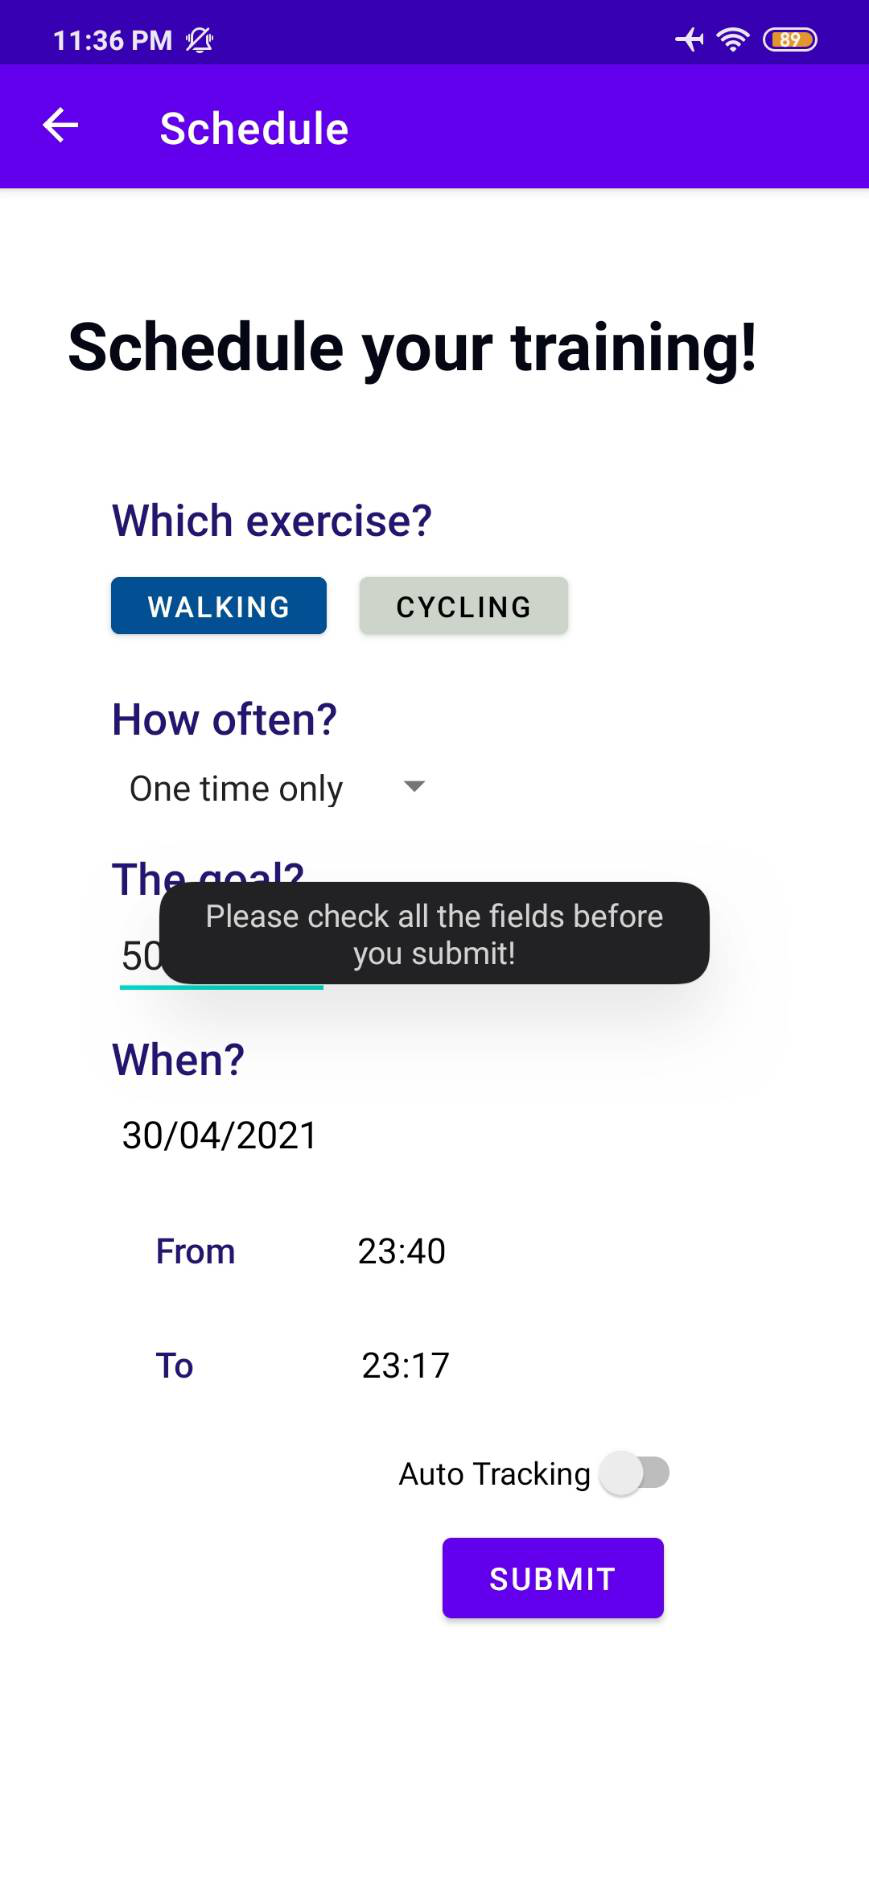 11:36 PM
89
Schedule
Schedule your training!
Which exercise?
WALKING CYCLING
How often?
One time only
The goal?
Please check all the fields before
you submit!
50
When?
30/04/2021
From 23:40
To 23:17
Auto Tracking
SUBMIT